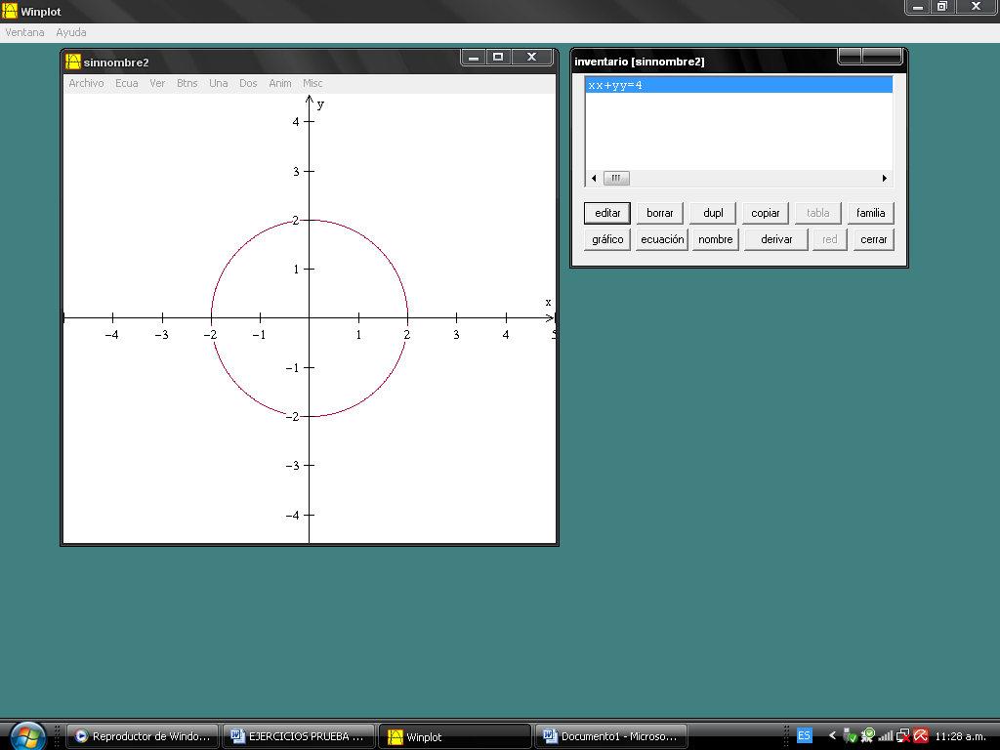 Winplot
Ventana Ayuda
sinnombre2
Archivo Ecua Ver Btns Una Dos Anim Misc
y
4
3
2
1
x
-4 -3 -2 -1 1 2 3 4 5
-1
-2
-3
-4
inventario [sinnombre2]
xx+yy=4
editar borrar dupl copiar tabla familia
gráfico ecuación nombre derivar red cerrar
Reproductor de Windo... EJERCICIOS PRUEBA ... Winplot Documento1 - Microso... ES 11:28 a.m.